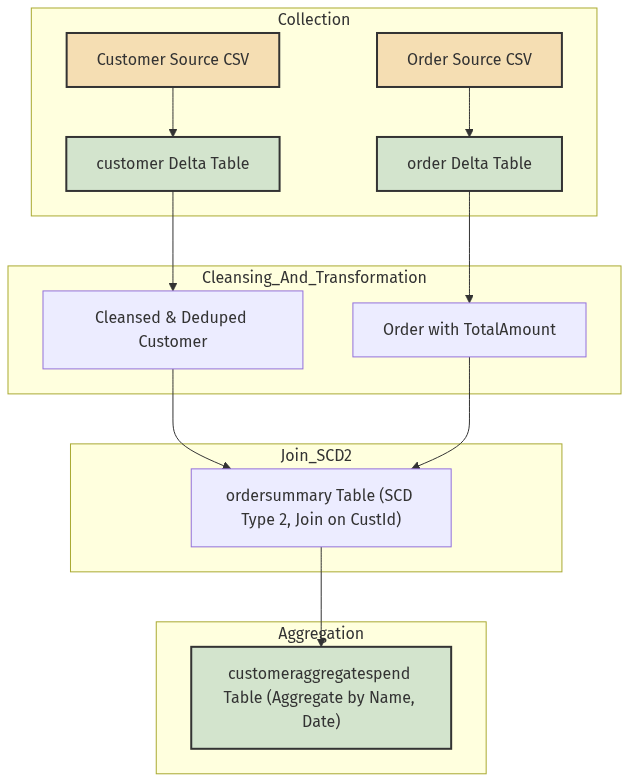 Collection
Customer Source CSV
Order Source CSV
customer Delta Table
order Delta Table
Cleansing_And_Transformation
Cleansed & Deduped
Customer
Order with TotalAmount
Join_SCD2
ordersummary Table (SCD
Type 2, Join on CustId)
Aggregation
customeraggregatespend
Table (Aggregate by Name,
Date)